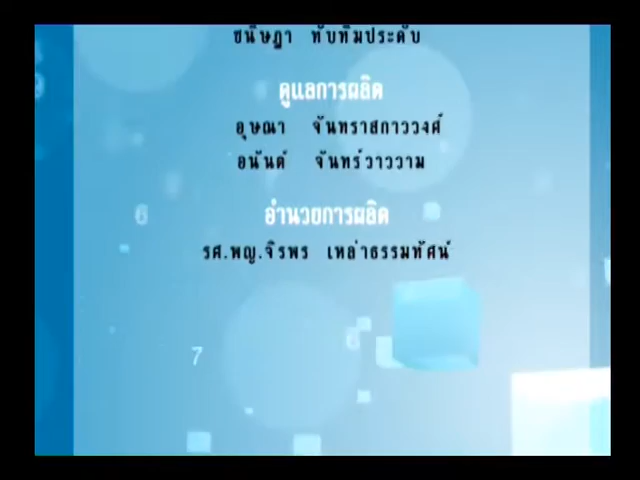 ชนิษฎา ทับทิมประดับ
ดูแลการผลิต
อุษณา จันทราสกาววงศ์
อนันต์ จันทร์วาววาม
อำนวยการผลิต
รศ.พญ.จิรพร เหล่าธรรมทัศน์
6
7
6